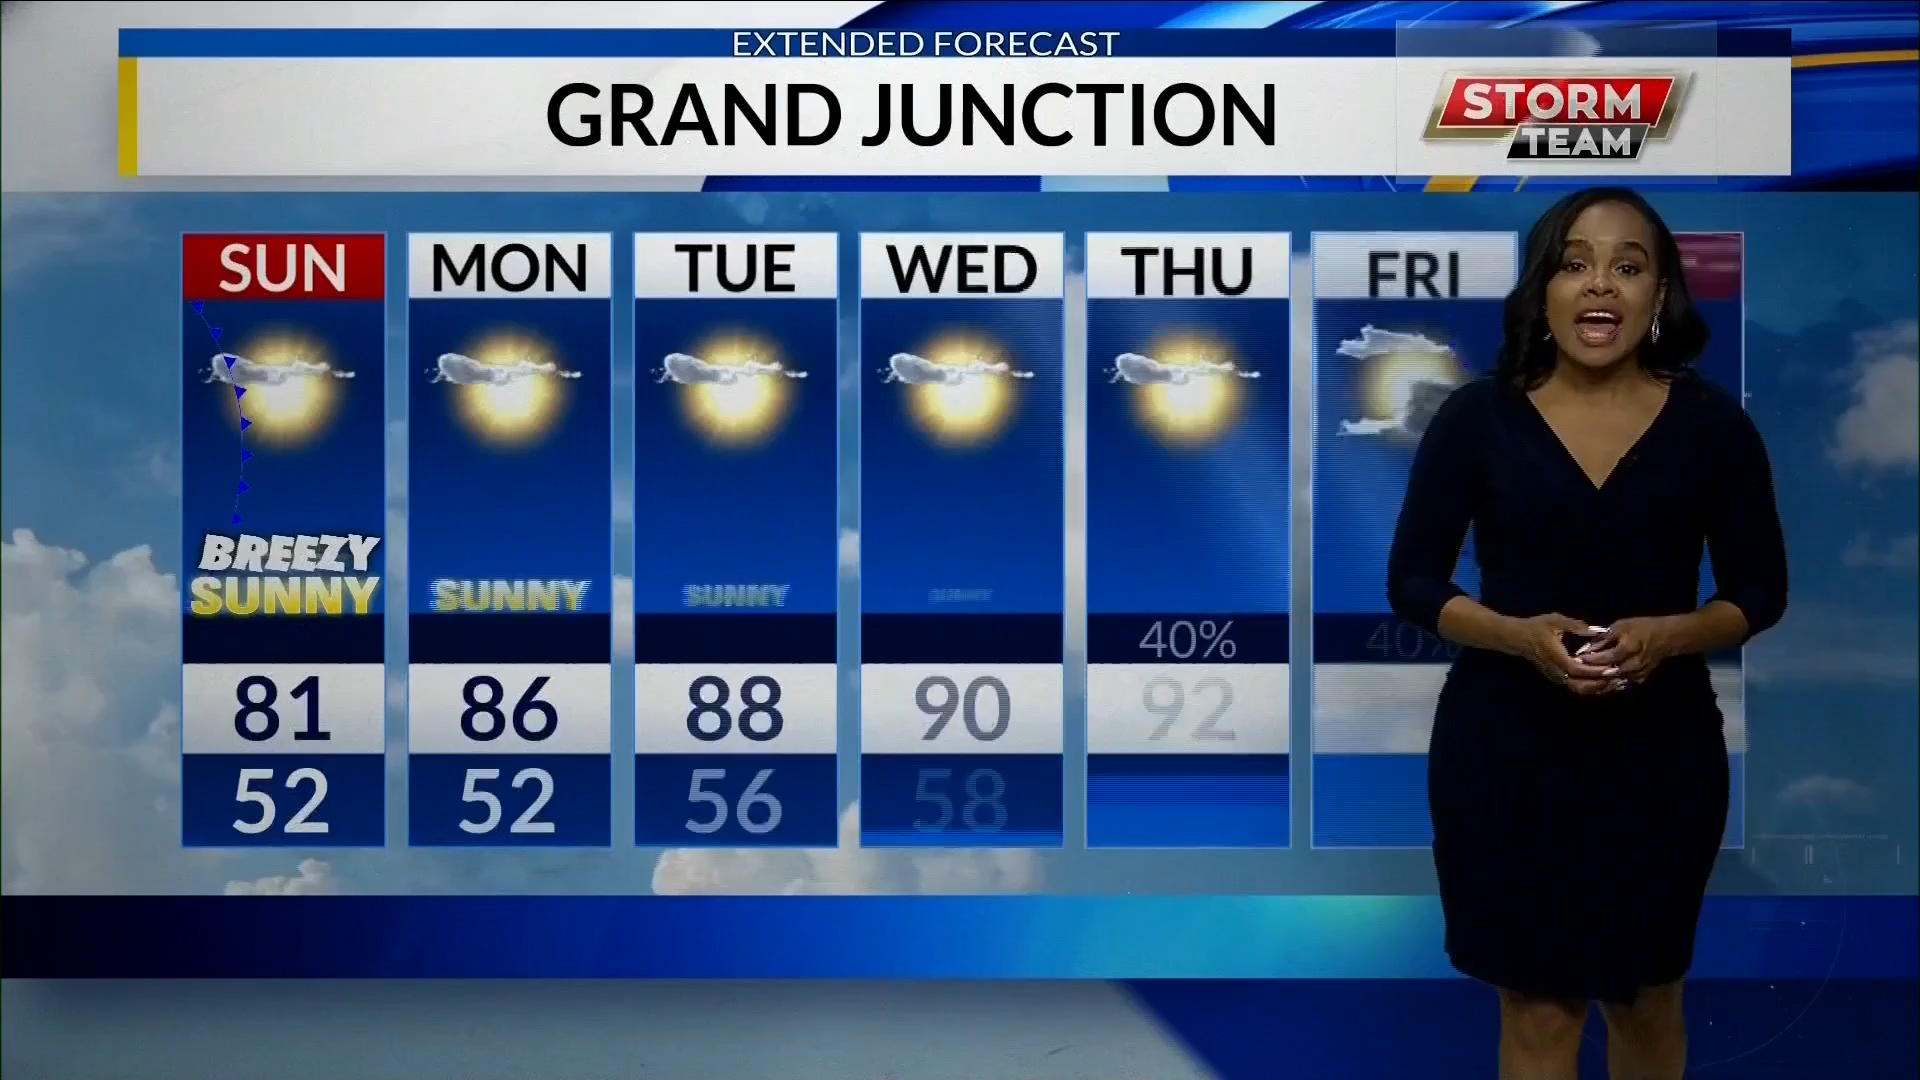 EXTENDED FORECAST
GRAND JUNCTION
STORM
TEAM
SUN MON TUE WED THU FRI
BREEZY
SUNNY SUNNY SUNNY
40% 40%
81 86 88 90 92
52 52 56 58